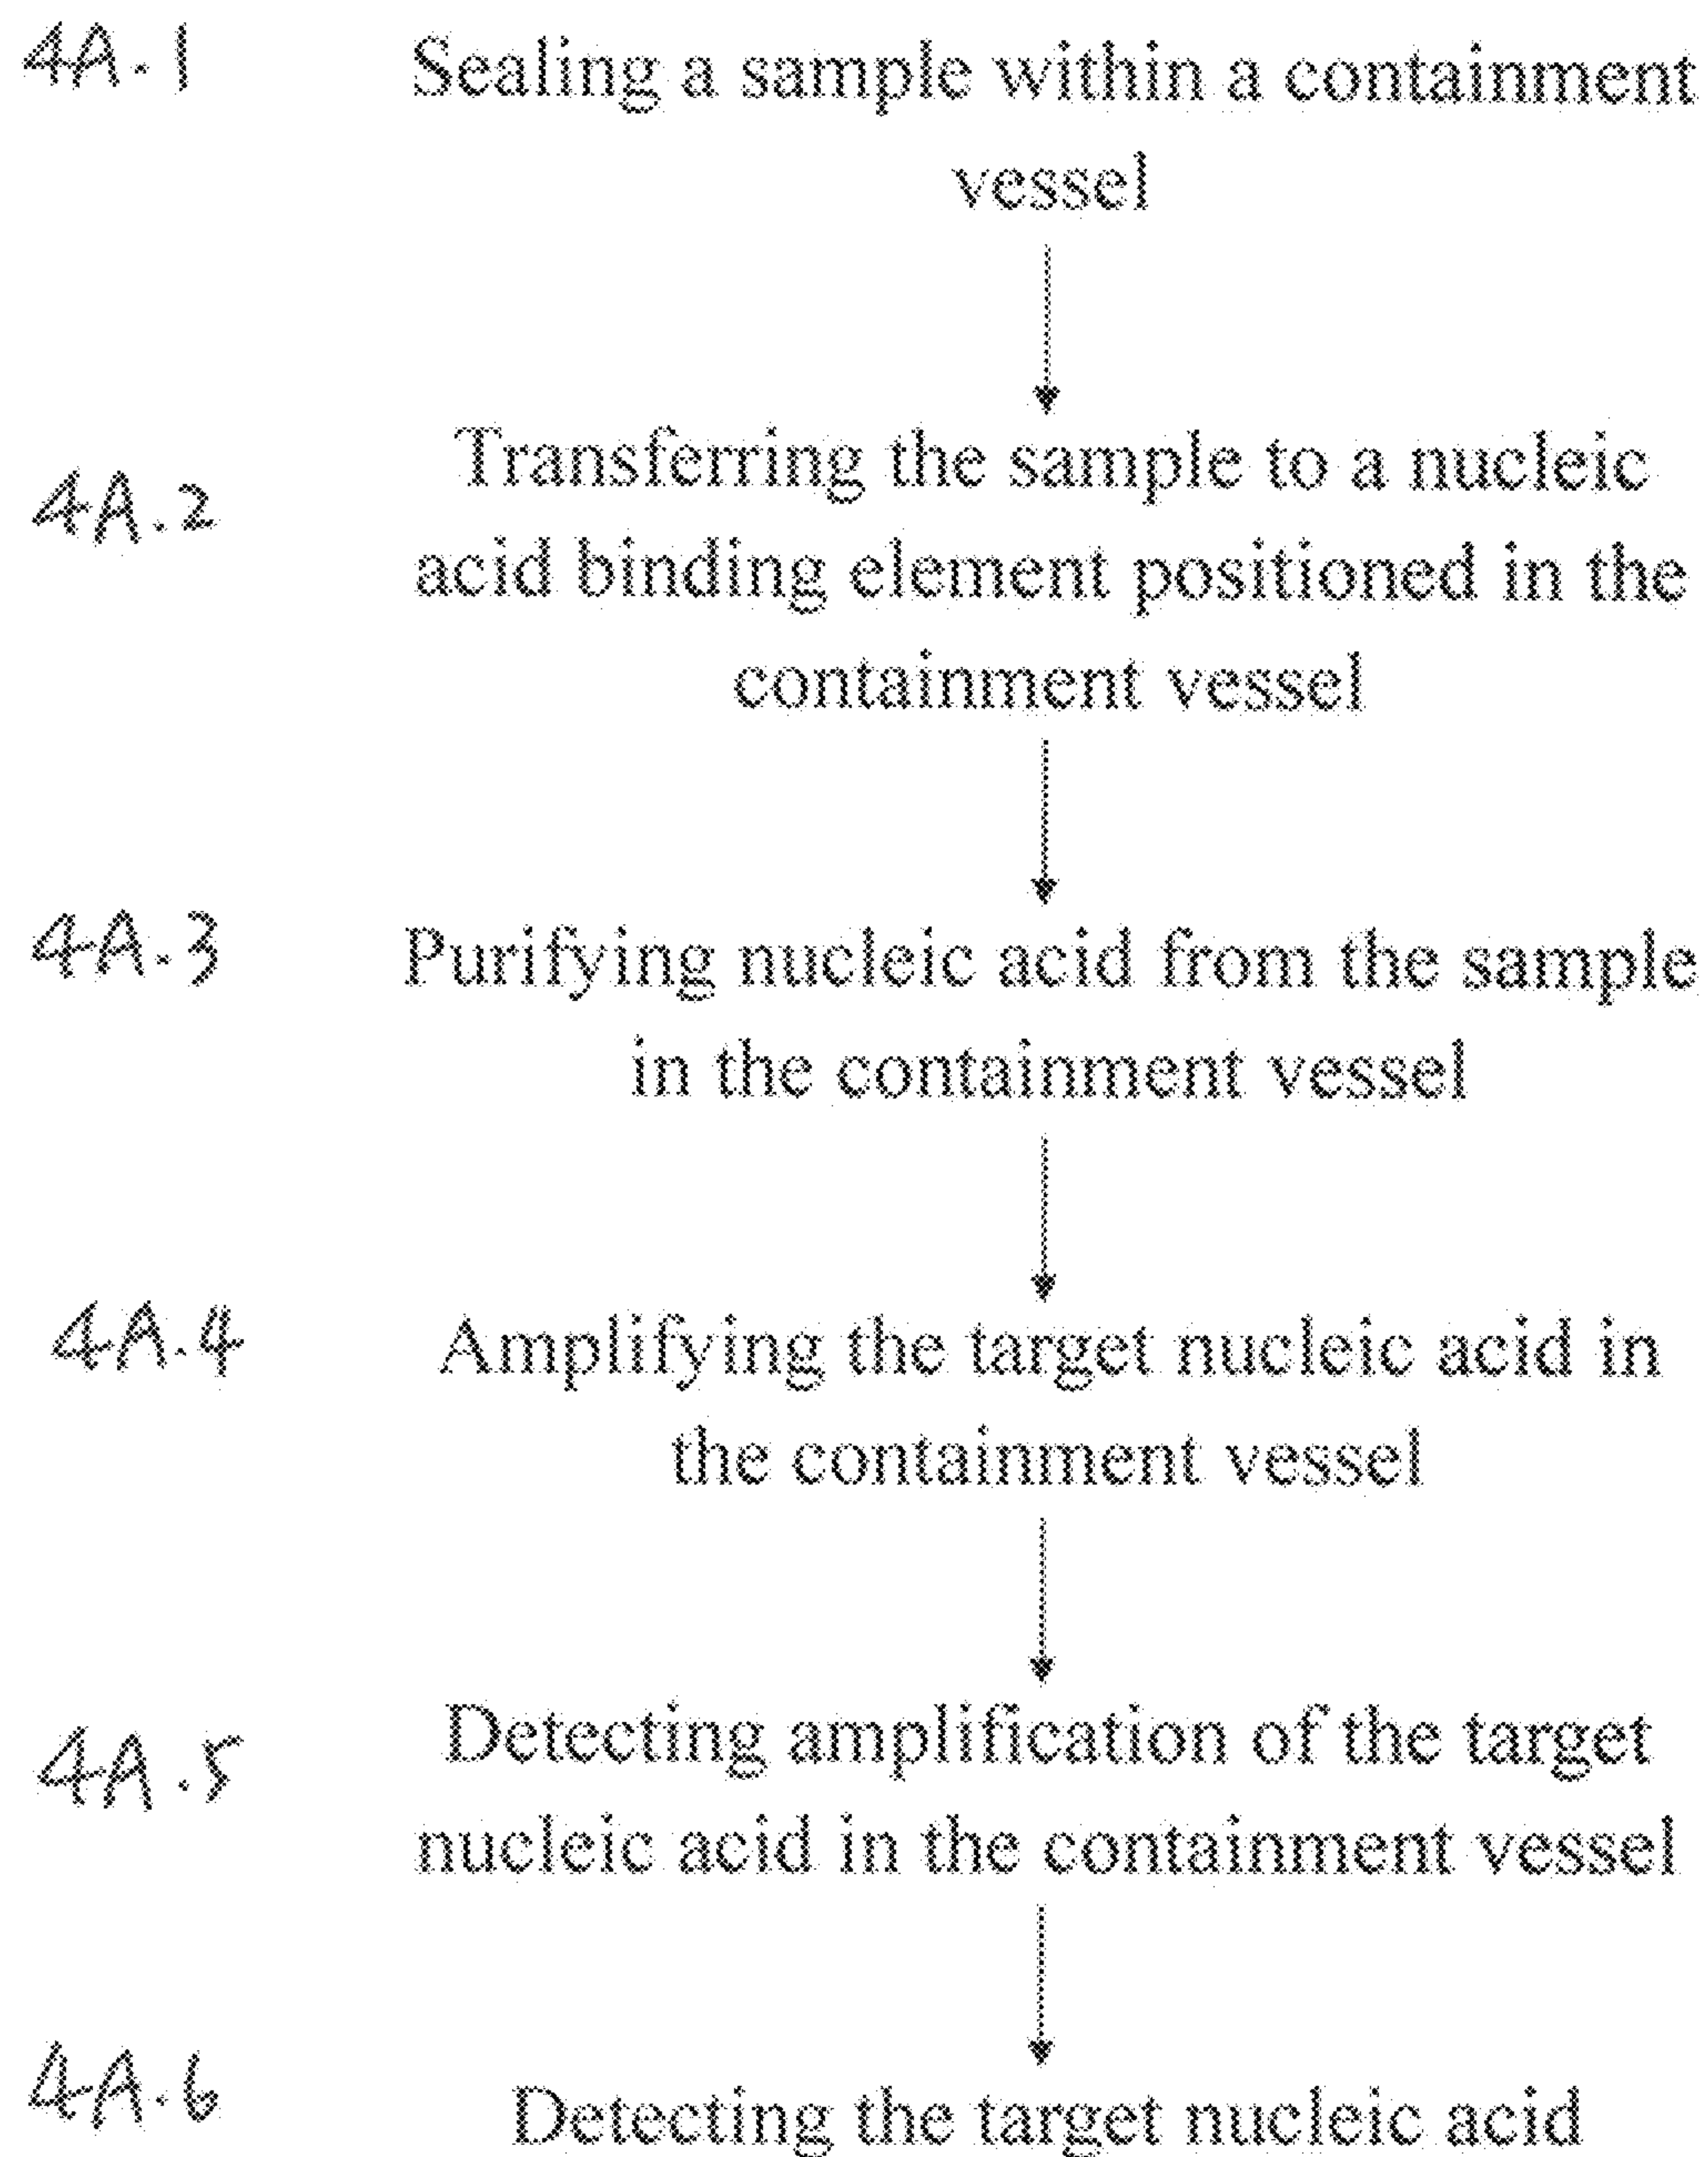 4A.1 Sealing a sample within a containment
vessel
4A.2 Transferring the sample to a nucleic
acid binding element positioned in the
containment vessel
4A.3 Purifying nucleic acid from the sample
in the containment vessel
4A.4 Amplifying the target nucleic acid in
the containment vessel
4A.5 Detecting amplification of the target
nucleic acid in the containment vessel
4A.6 Detecting the target nucleic acid